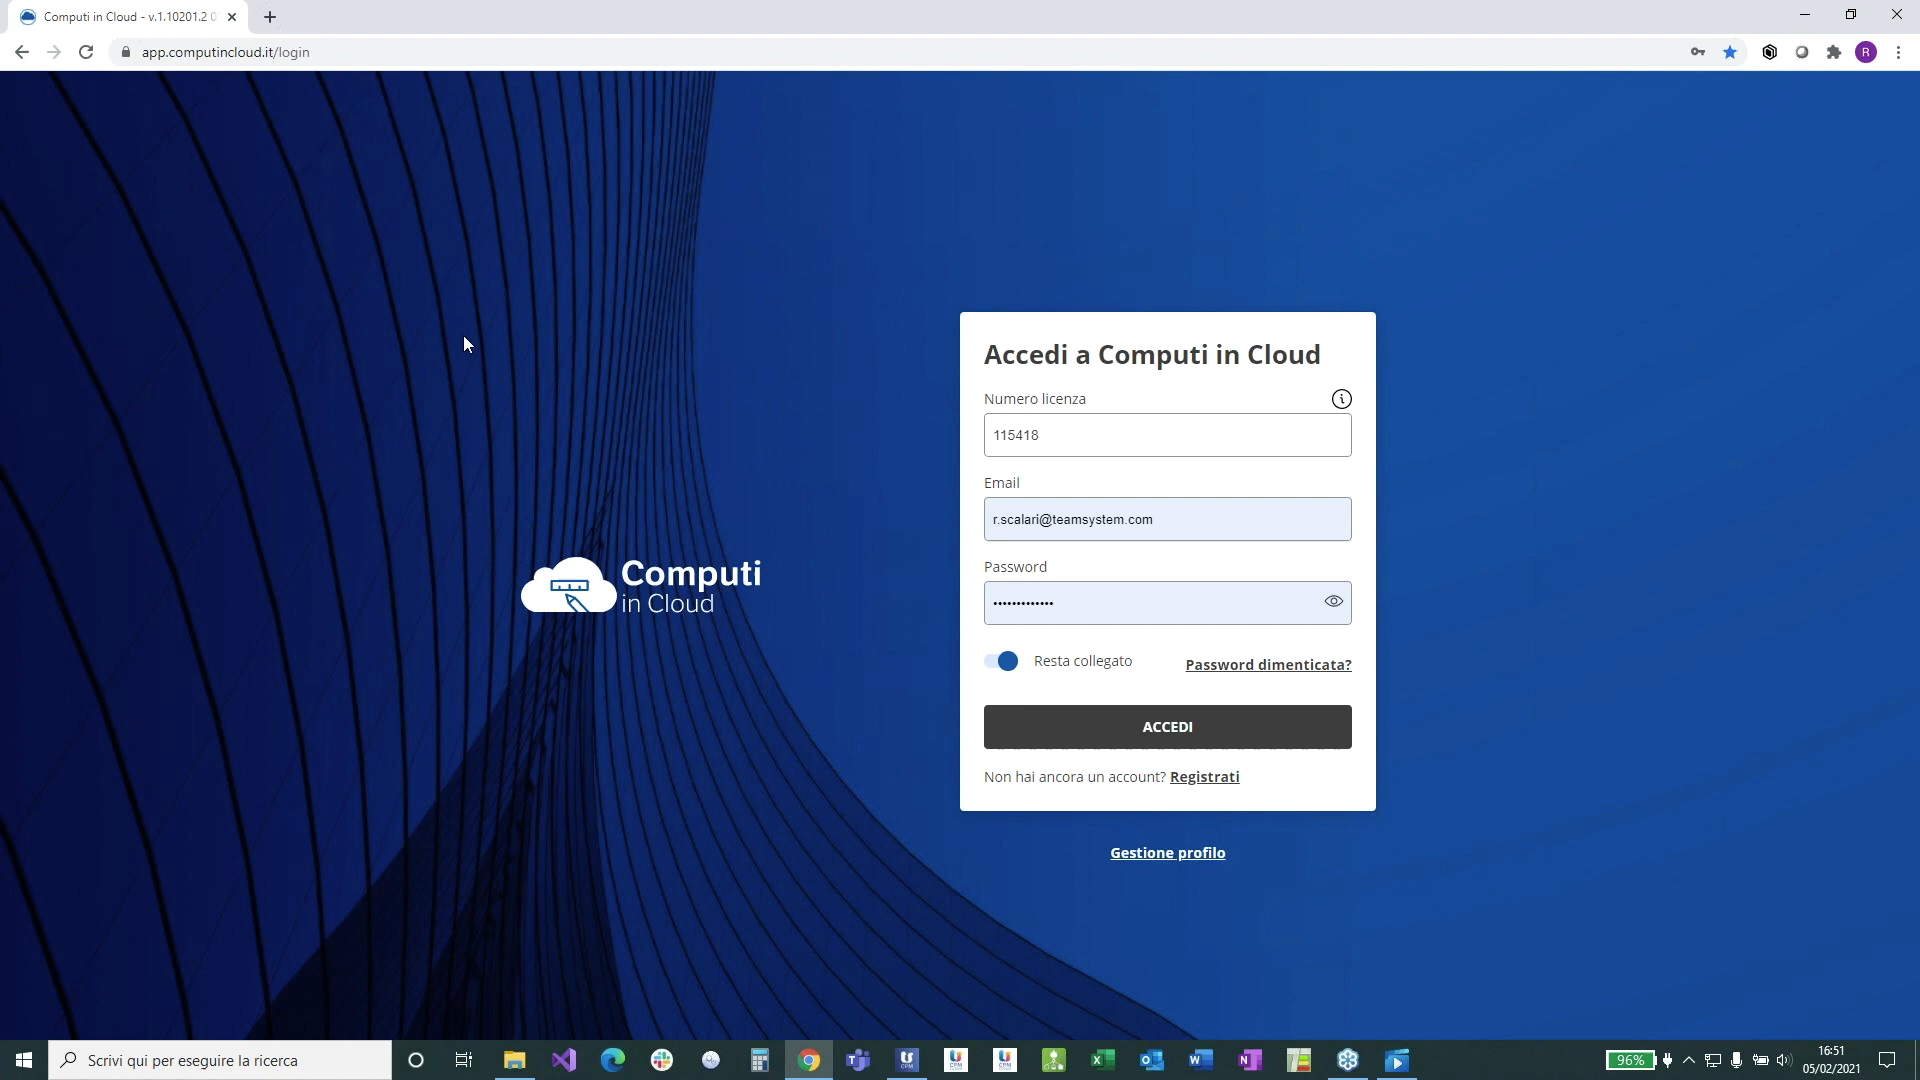 Computi in Cloud - v.1.10201.2 0
app.computincloud.it/login
R
Accedi a Computi in Cloud
Numero licenza
115418
Email
r.scalari@teamsystem.com
Password
Resta collegato
Password dimenticata?
ACCEDI
Non hai ancora un account? Registrati
Gestione profilo
Computi
in Cloud
Scrivi qui per eseguire la ricerca
96%
16:51
05/02/2021